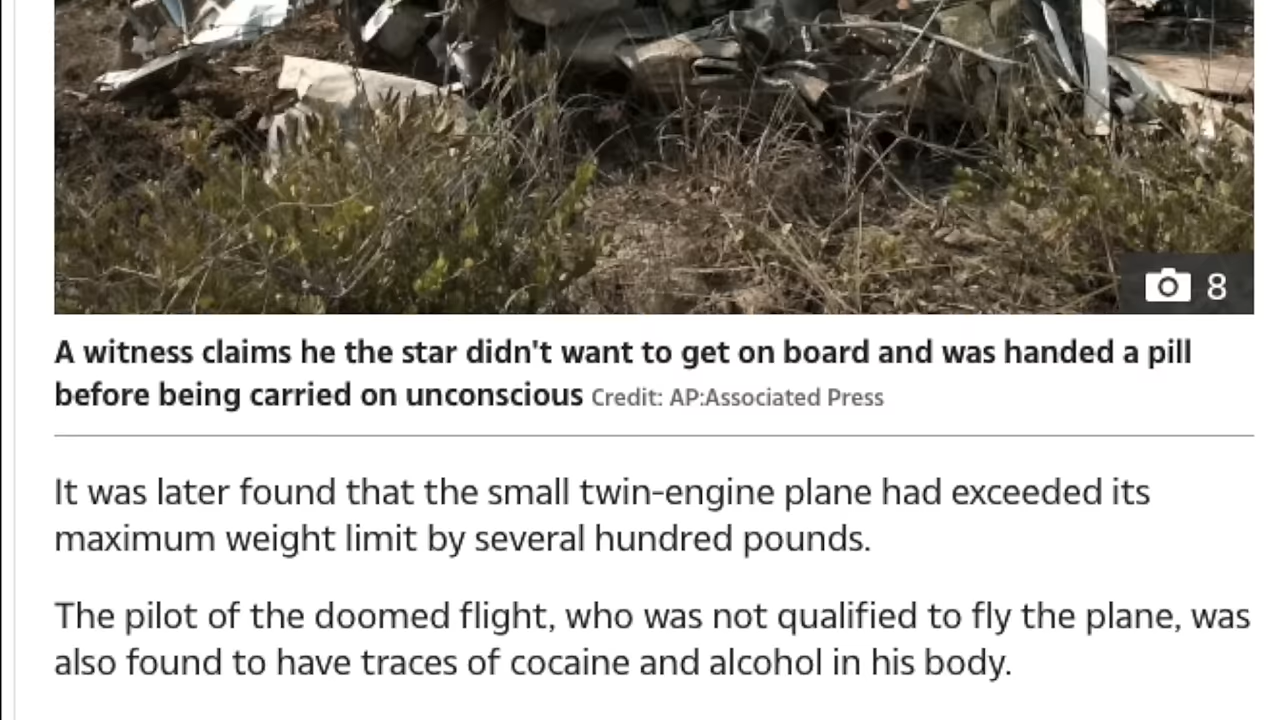 8
A witness claims he the star didn't want to get on board and was handed a pill
before being carried on unconscious Credit: AP:Associated Press
It was later found that the small twin-engine plane had exceeded its
maximum weight limit by several hundred pounds.
The pilot of the doomed flight, who was not qualified to fly the plane, was
also found to have traces of cocaine and alcohol in his body.